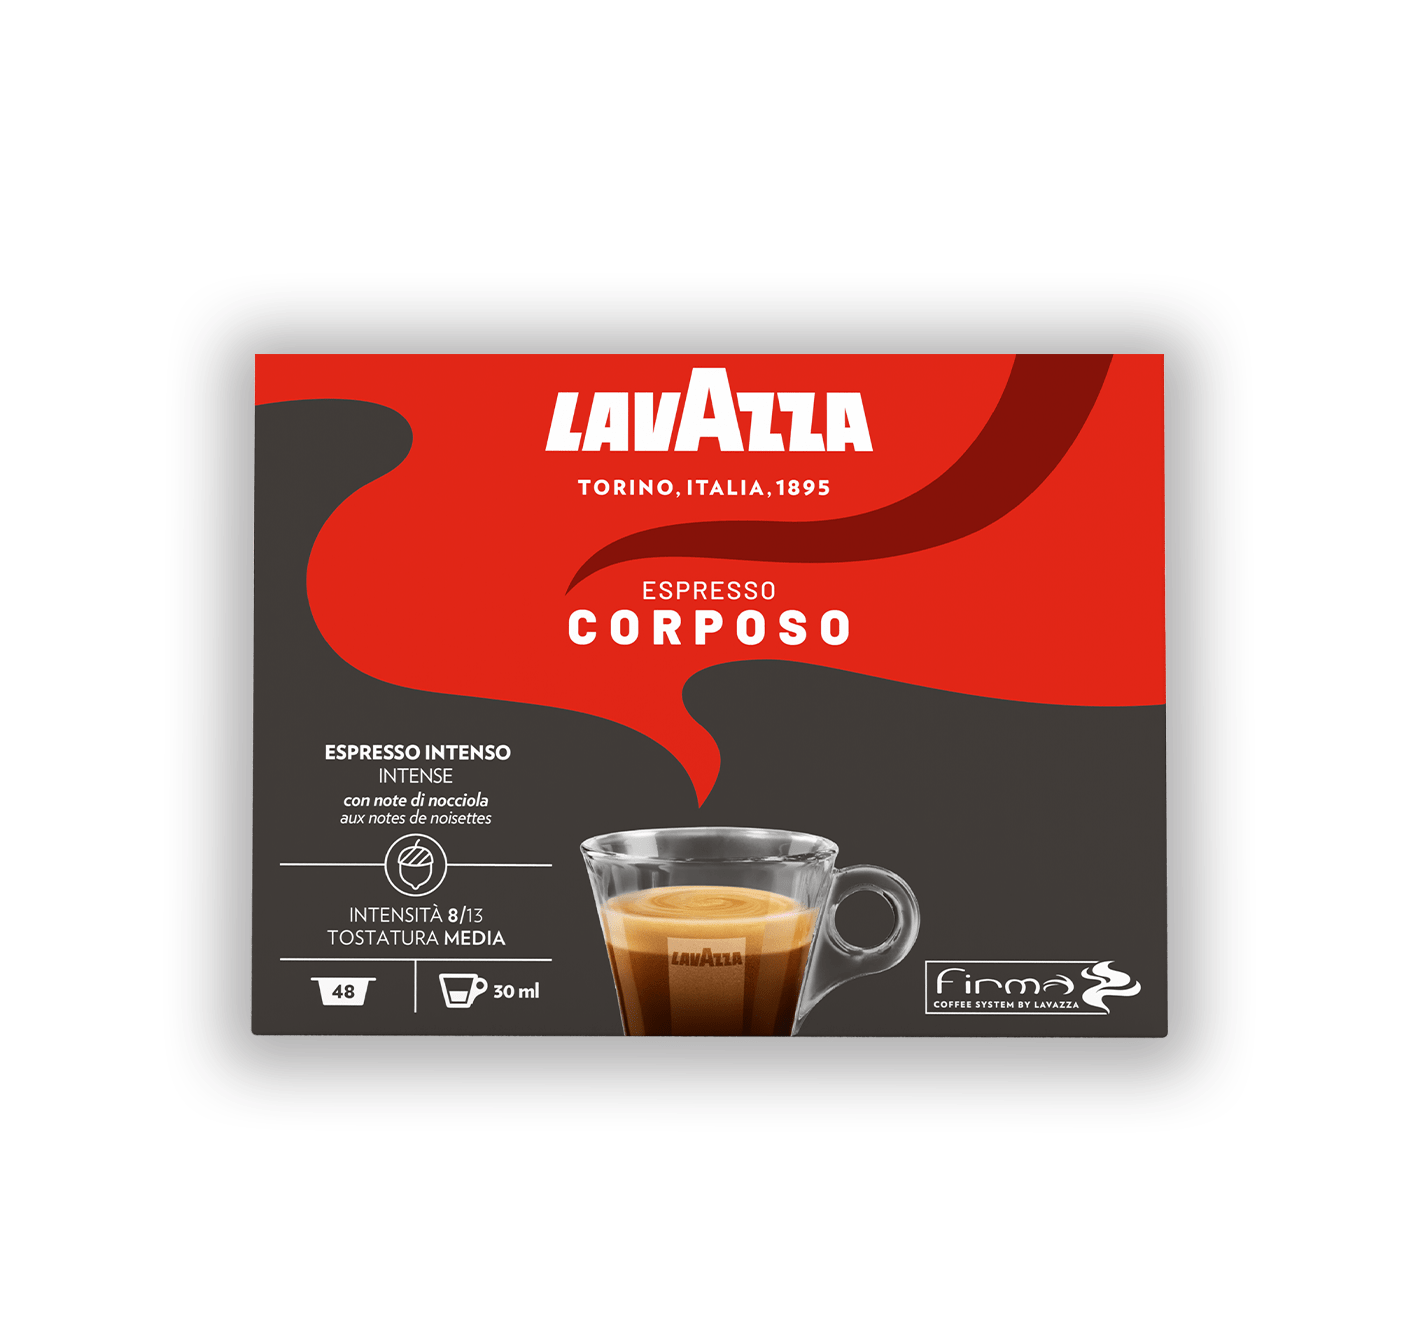 LAVAZZA
TORINO, ITALIA, 1895
ESPRESSO
CORPOSO
ESPRESSO INTENSO
INTENSE
con note di nocciola
aux notes de noisettes
INTENSITÀ 8/13
TOSTATURA MEDIA
48
30 ml
LAVAZZA
Firma
COFFEE SYSTEM BY LAVAZZA